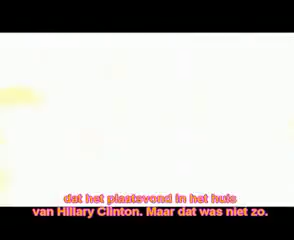 dat het plaatsvond in het huis
van Hillary Clinton. Maar dat was niet zo.